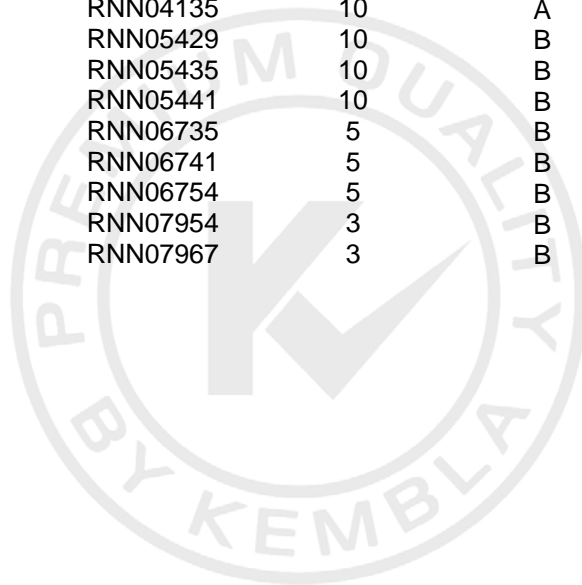 RNN04135 10 A
RNN05429 10 B
RNN05435 10 B
RNN05441 10 B
RNN06735 5 B
RNN06741 5 B
RNN06754 5 B
RNN07954 3 B
RNN07967 3 B
PREMIUM QUALITY
BY KEMBLA